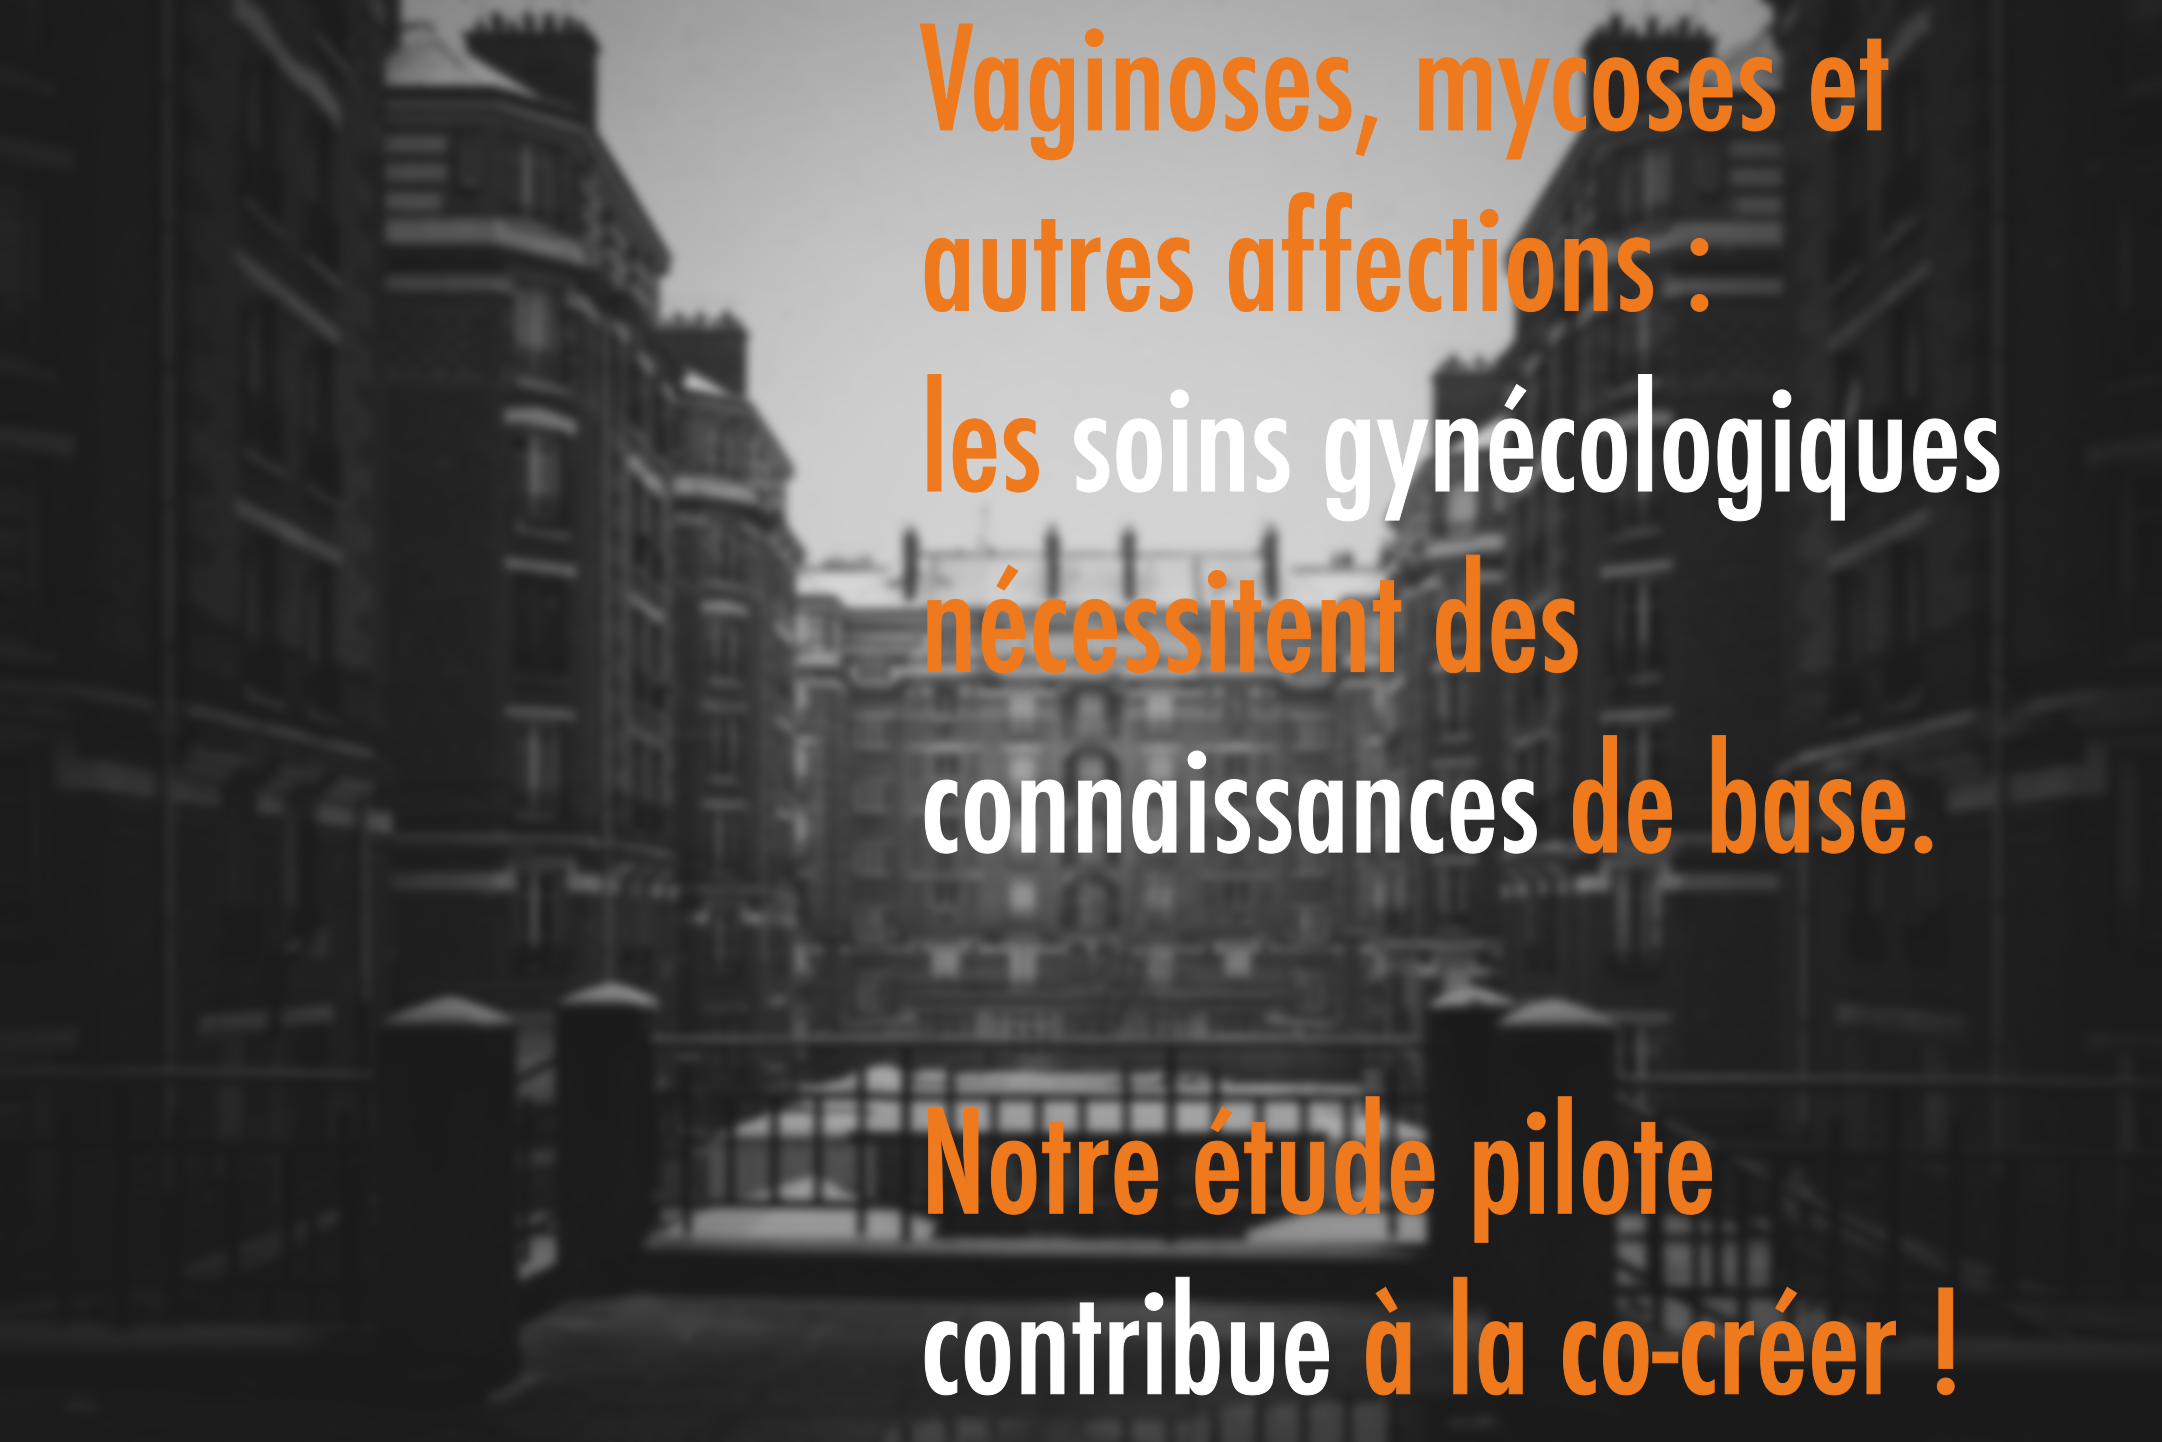 Vaginoses, mycoses et
autres affections :
les soins gynécologiques
nécessitent des
connaissances de base.
Notre étude pilote
contribue à la co-créer !